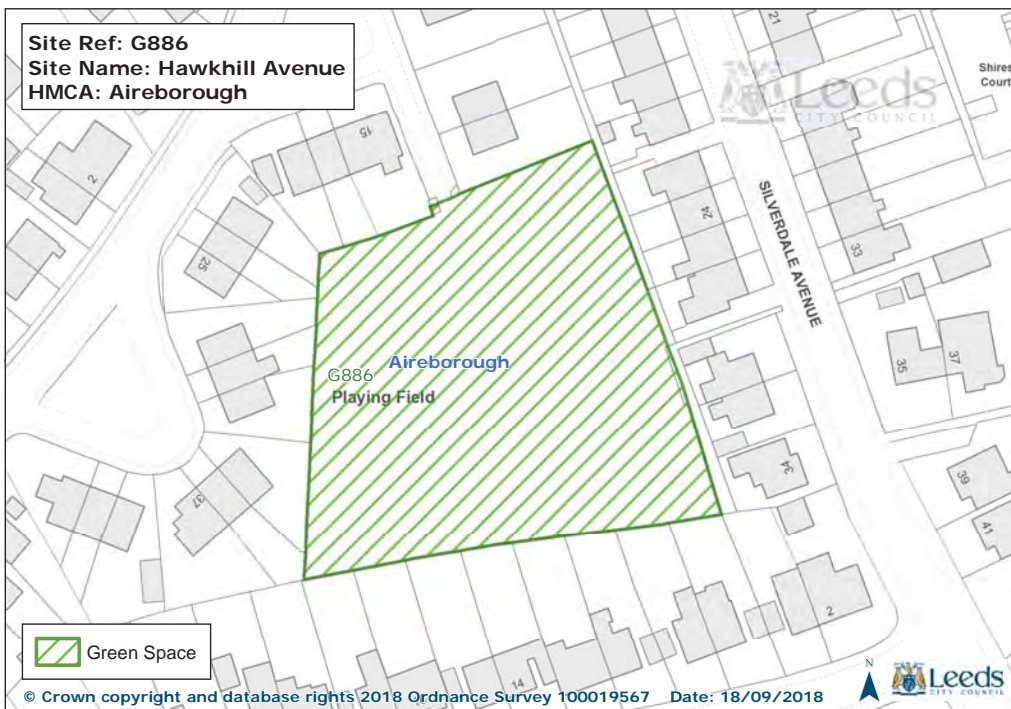 Site Ref: G886
Site Name: Hawkhill Avenue
HMCA: Aireborough
Leeds
CITY COUNCIL
21
Shires
Court
15
2
24
SILVERDALE AVENUE
33
25
Aireborough
G886
Playing Field
35
37
37
34
39
41
2
14
Green Space
N
© Crown copyright and database rights 2018 Ordnance Survey 100019567 Date: 18/09/2018
Leeds
CITY COUNCIL